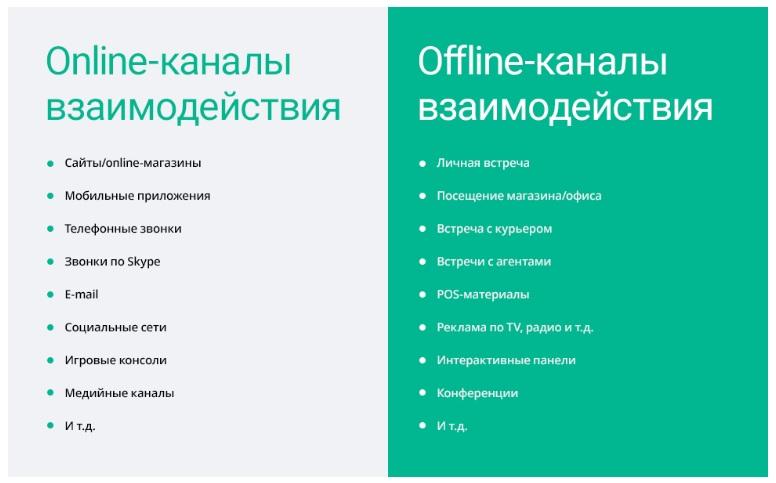 Online-каналы
взаимодействия
Сайты/online-магазины
Мобильные приложения
Телефонные звонки
Звонки по Skype
E-mail
Социальные сети
Игровые консоли
Медийные каналы
И т.д.
Offline-каналы
взаимодействия
Личная встреча
Посещение магазина/офиса
Встреча с курьером
Встречи с агентами
POS-материалы
Реклама по TV, радио и т.д.
Интерактивные панели
Конференции
И т.д.